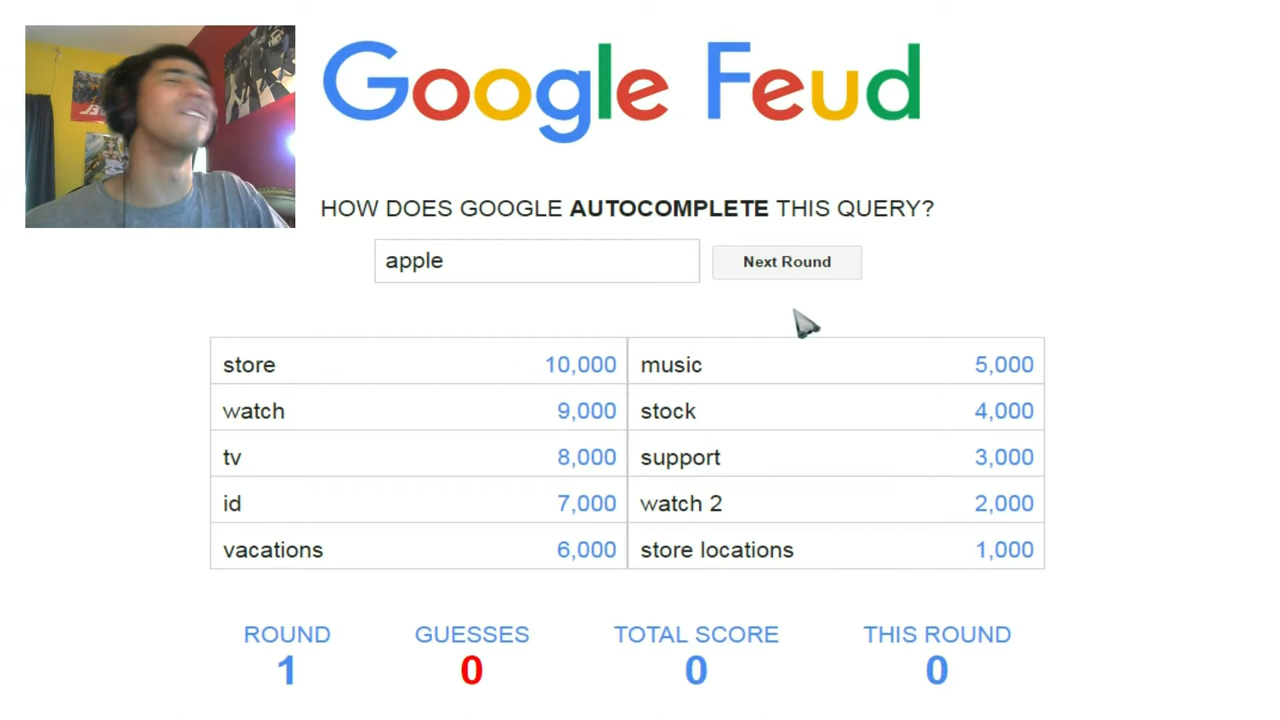 Google Feud
HOW DOES GOOGLE AUTOCOMPLETE THIS QUERY?
apple
Next Round
store 10,000
watch 9,000
tv 8,000
id 7,000
vacations 6,000
music 5,000
stock 4,000
support 3,000
watch 2 2,000
store locations 1,000
ROUND
1
GUESSES
0
TOTAL SCORE
0
THIS ROUND
0